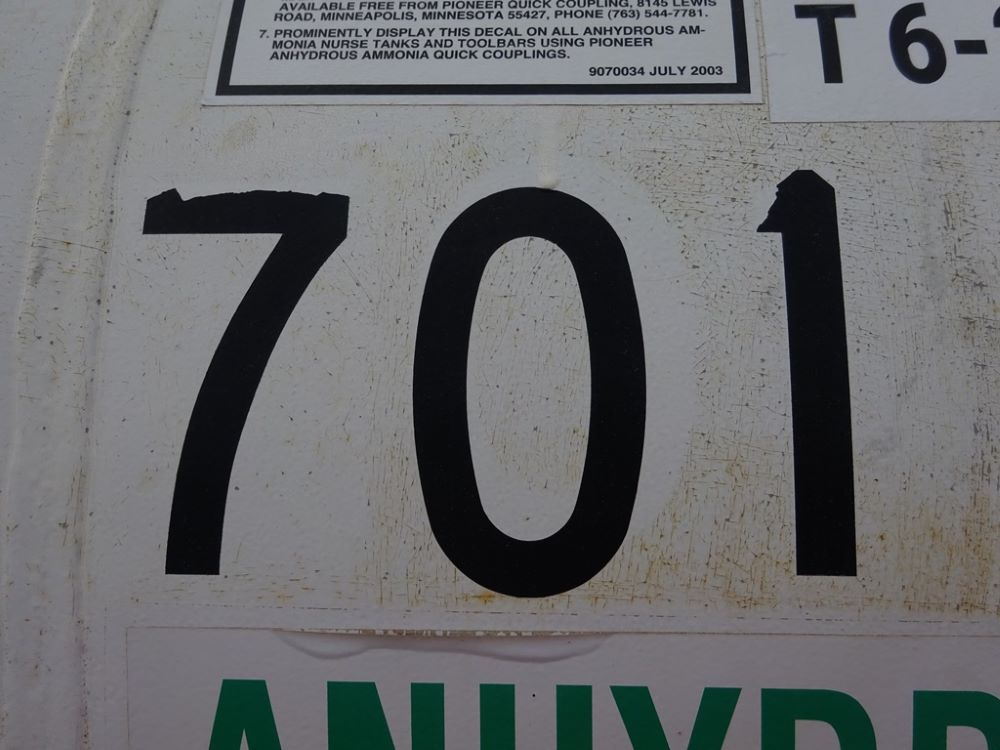 AVAILABLE FREE FROM PIONEER QUICK COUPLING, 8145 LEWIS
ROAD, MINNEAPOLIS, MINNESOTA 55427, PHONE (763) 544-7781.
7. PROMINENTLY DISPLAY THIS DECAL ON ALL ANHYDROUS AM-
MONIA NURSE TANKS AND TOOLBARS USING PIONEER
ANHYDROUS AMMONIA QUICK COUPLINGS.
9070034 JULY 2003
T 6-
701
ANHYDR